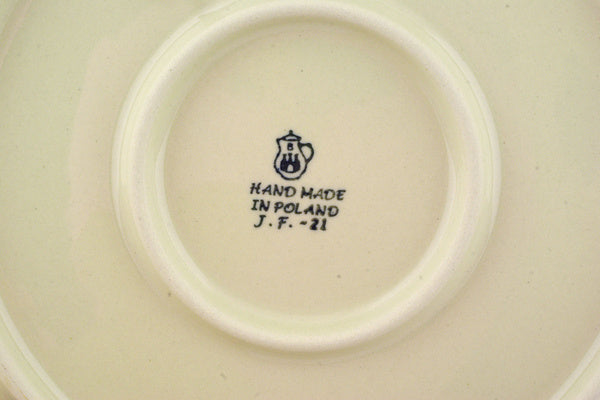 B
HAND MADE
IN POLAND
J.F.-21